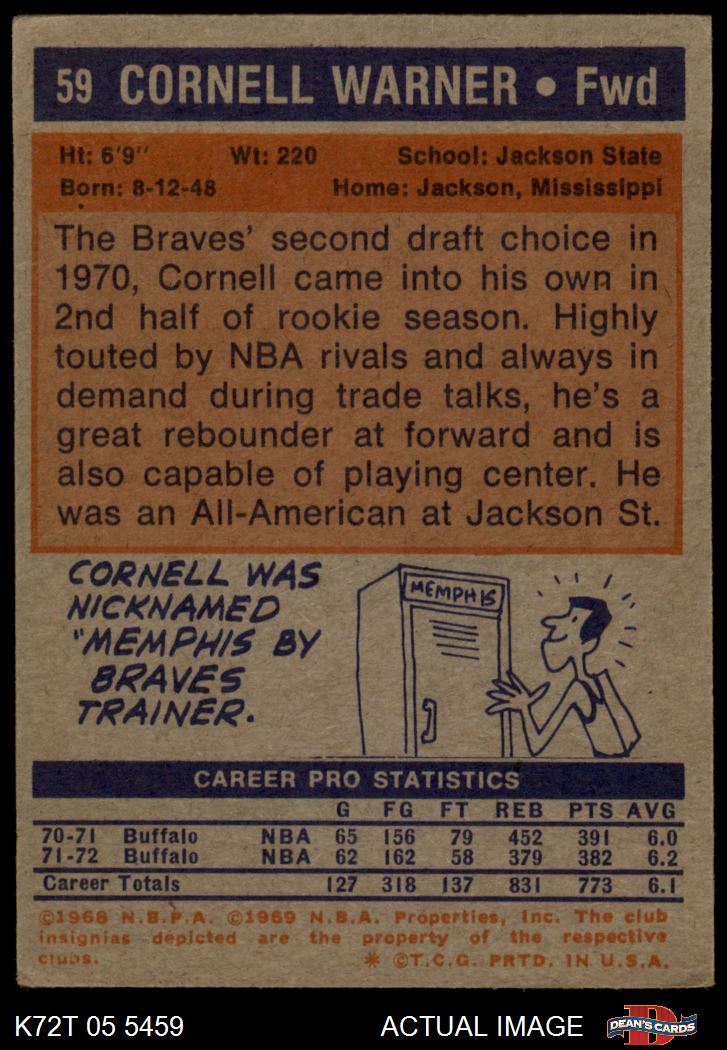 59 CORNELL WARNER • Fwd
Ht: 6'9" Wt: 220 School: Jackson State
Born: 8-12-48 Home: Jackson, Mississippi
The Braves' second draft choice in
1970, Cornell came into his own in
2nd half of rookie season. Highly
touted by NBA rivals and always in
demand during trade talks, he's a
great rebounder at forward and is
also capable of playing center. He
was an All-American at Jackson St.
CORNELL WAS
NICKNAMED
"MEMPHIS BY
BRAVES
TRAINER.
MEMPHIS
CAREER PRO STATISTICS
G FG FT REB PTS AVG
70-71 Buffalo NBA 65 156 79 452 391 6.0
71-72 Buffalo NBA 62 162 58 379 382 6.2
Career Totals 127 318 137 831 773 6.1
©1968 N.B.P.A. ©1969 N.B.A. Properties, Inc. The club
insignias depicted are the property of the respective
clubs. * ©T.C.G. PRTD. IN U.S.A.
K72T 05 5459 ACTUAL IMAGE
D
DEAN'S CARDS